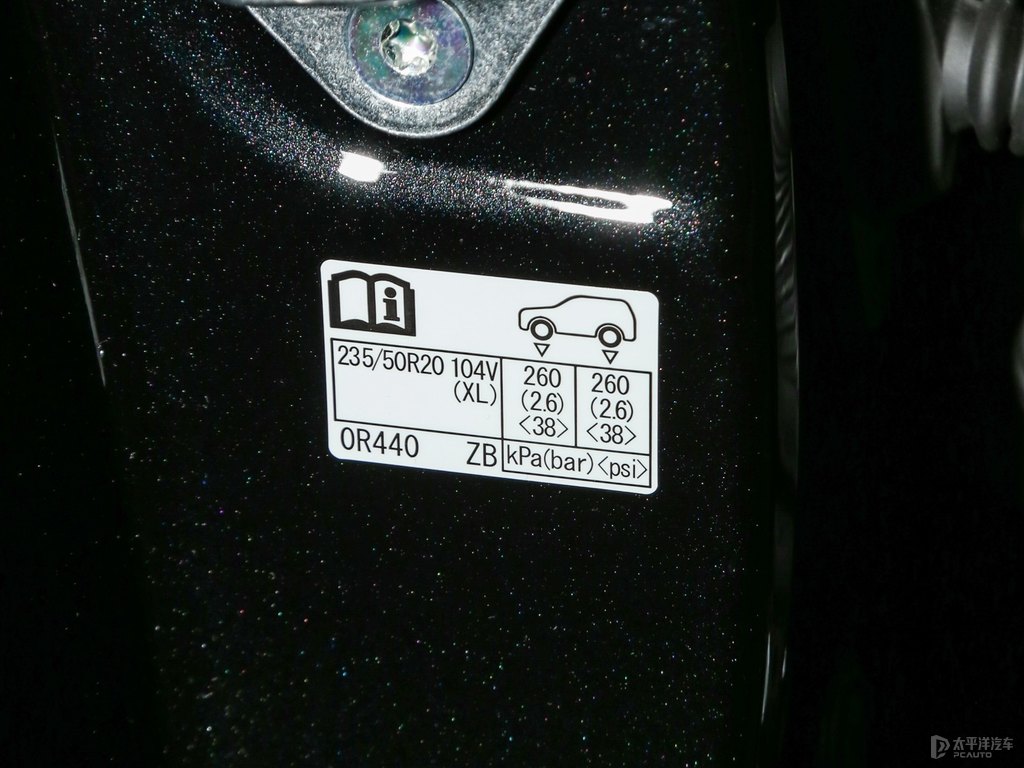 i
235/50R20 104V
(XL)
260
(2.6)
<38>
260
(2.6)
<38>
0R440 ZB
kPa(bar)<psi>
太平洋汽车
PCAUTO